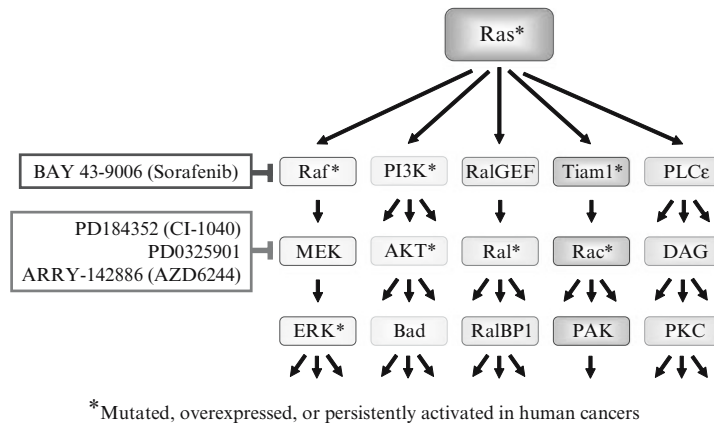 Ras*
BAY 43-9006 (Sorafenib)
Raf*
PI3K*
RalGEF
Tiam1*
PLCε
PD184352 (CI-1040)
PD0325901
ARRY-142886 (AZD6244)
MEK
AKT*
Ral*
Rac*
DAG
ERK*
Bad
RalBP1
PAK
PKC
*Mutated, overexpressed, or persistently activated in human cancers